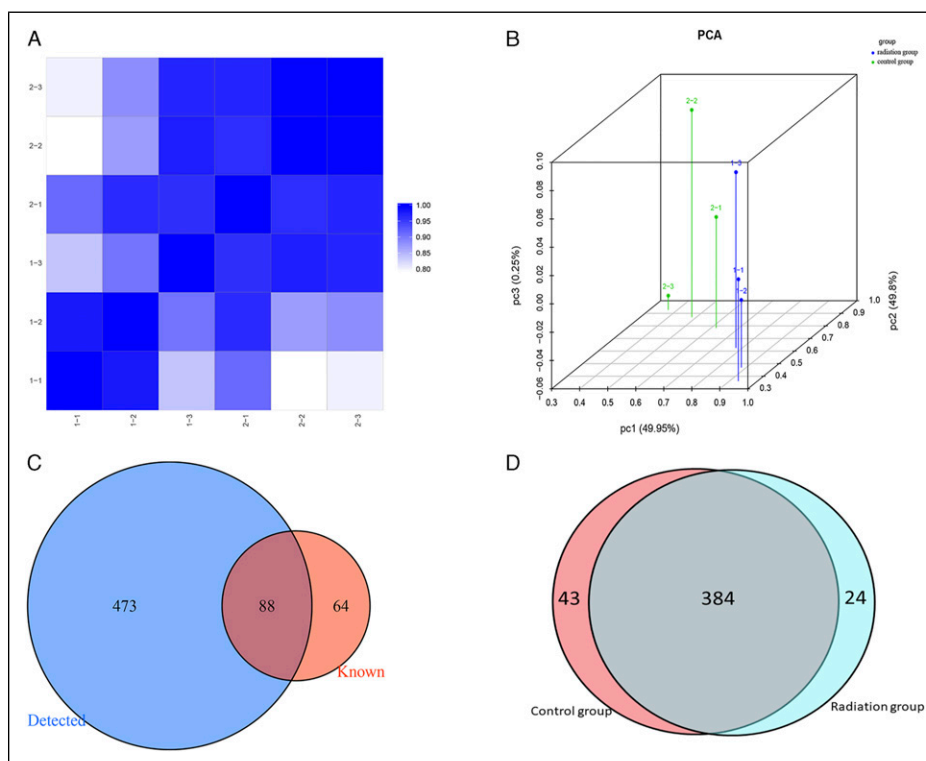 A
2-3
2-2
2-1
1-3
1-2
1-1
1-1
1-2
1-3
2-1
2-2
2-3
1.00
0.95
0.90
0.85
0.80
B
PCA
group
radiation group
control group
2-2
1-3
2-1
1-1
1-2
2-3
pc3 (0.25%)
0.10
0.08
0.06
0.04
0.02
0.00
-0.02
-0.04
-0.06
0.3 0.4 0.5 0.6 0.7 0.8 0.9 1.0
pc1 (49.95%)
0.3
0.4
0.5
0.6
0.7
0.8
0.9
1.0
pc2 (49.8%)
C
473
88
64
Known
Detected
D
43
384
24
Control group
Radiation group